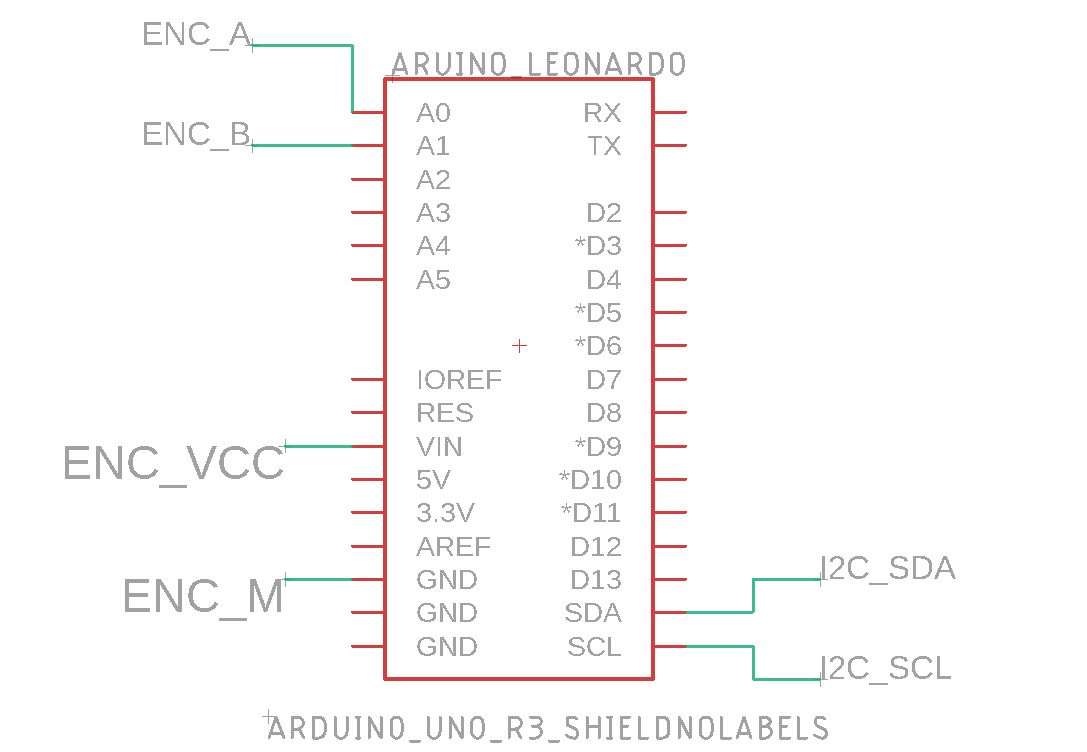 ENC_A
ARUINO_LEONARDO
A0 RX
ENC_B
A1 TX
A2
A3 D2
A4 *D3
A5 D4
*D5
*D6
IOREF D7
RES D8
ENC_VCC
VIN *D9
5V *D10
3.3V *D11
AREF D12
ENC_M
GND D13
I2C_SDA
GND SDA
GND SCL
I2C_SCL
ARDUINO_UNO_R3_SHIELDNOLABELS